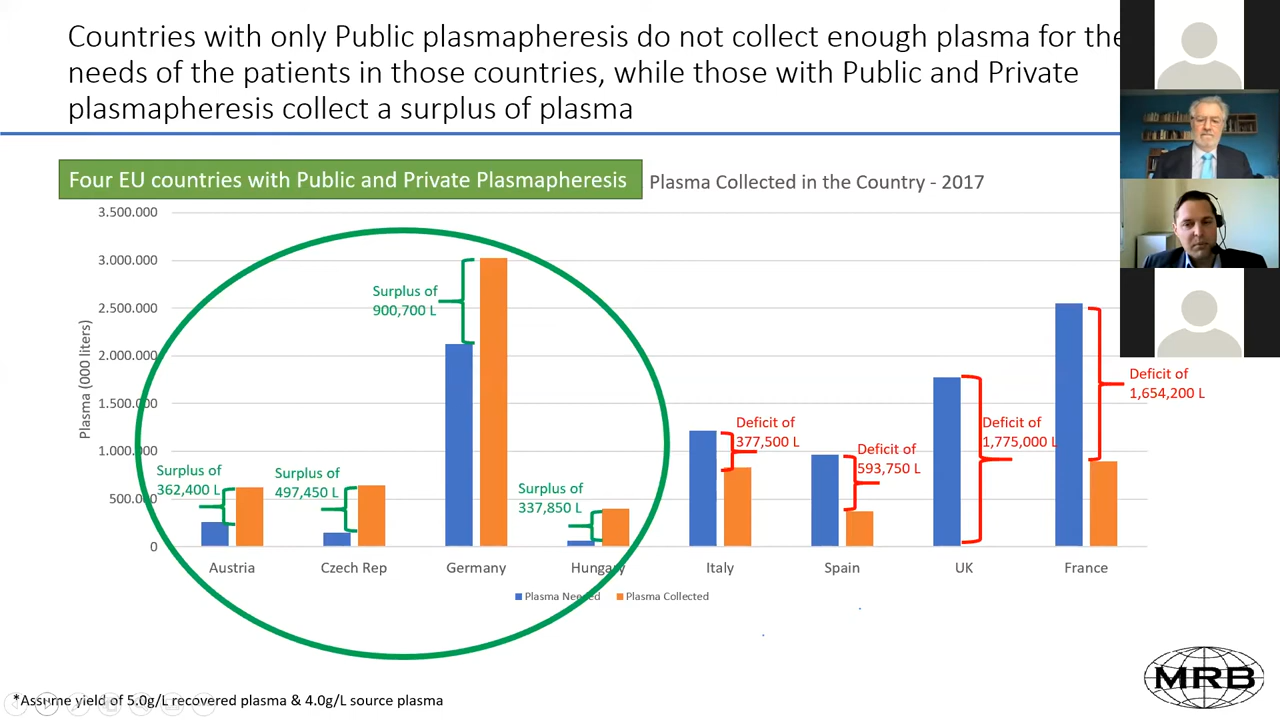 Countries with only Public plasmapheresis do not collect enough plasma for the
needs of the patients in those countries, while those with Public and Private
plasmapheresis collect a surplus of plasma
Four EU countries with Public and Private Plasmapheresis
Plasma Collected in the Country - 2017
Plasma (000 liters)
3.500.000
3.000.000
2.500.000
2.000.000
1.500.000
1.000.000
500.000
0
Surplus of
362,400 L
Surplus of
497,450 L
Surplus of
900,700 L
Surplus of
337,850 L
Deficit of
377,500 L
Deficit of
593,750 L
Deficit of
1,775,000 L
Deficit of
1,654,200 L
Austria
Czech Rep
Germany
Hungary
Italy
Spain
UK
France
Plasma Needed
Plasma Collected
MRB
*Assume yield of 5.0g/L recovered plasma & 4.0g/L source plasma